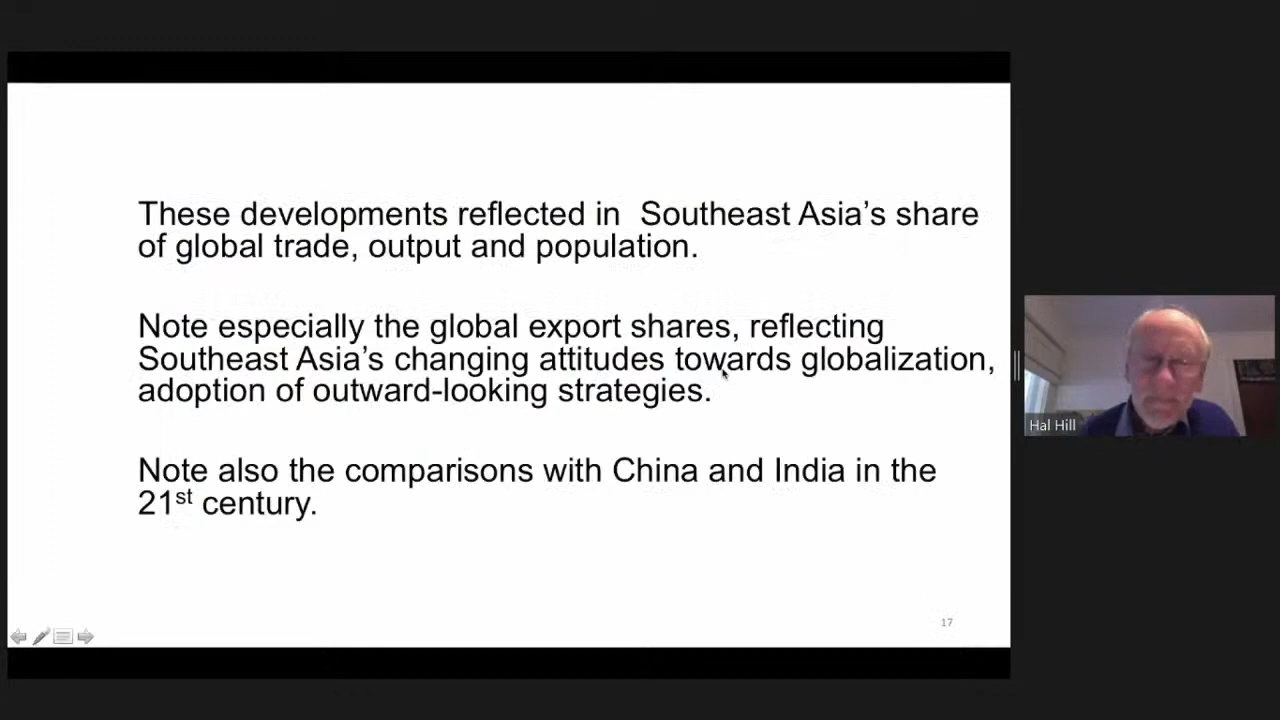 These developments reflected in  Southeast Asia’s share
of global trade, output and population.
Note especially the global export shares, reflecting
Southeast Asia’s changing attitudes towards globalization,
adoption of outward-looking strategies.
Note also the comparisons with China and India in the
21st century.
17
Hal Hill